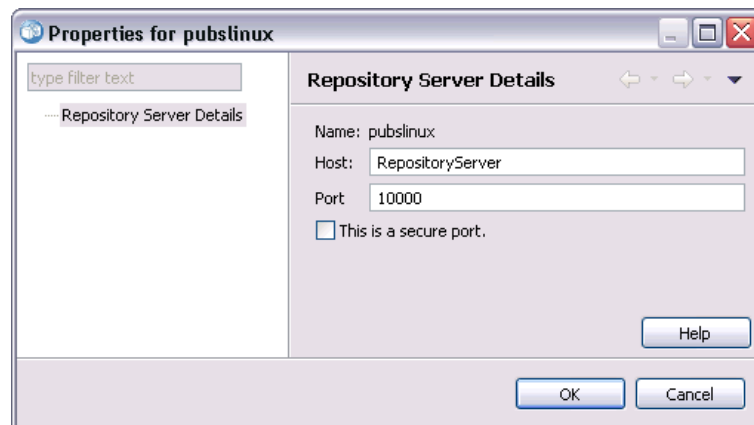 Properties for pubslinux
type filter text
Repository Server Details
Repository Server Details
Name: pubslinux
Host: RepositoryServer
Port 10000
This is a secure port.
Help
OK Cancel